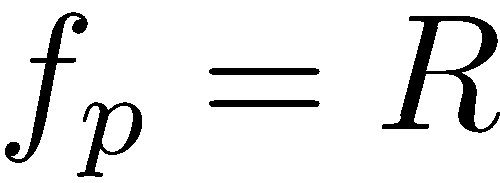 f_p = R